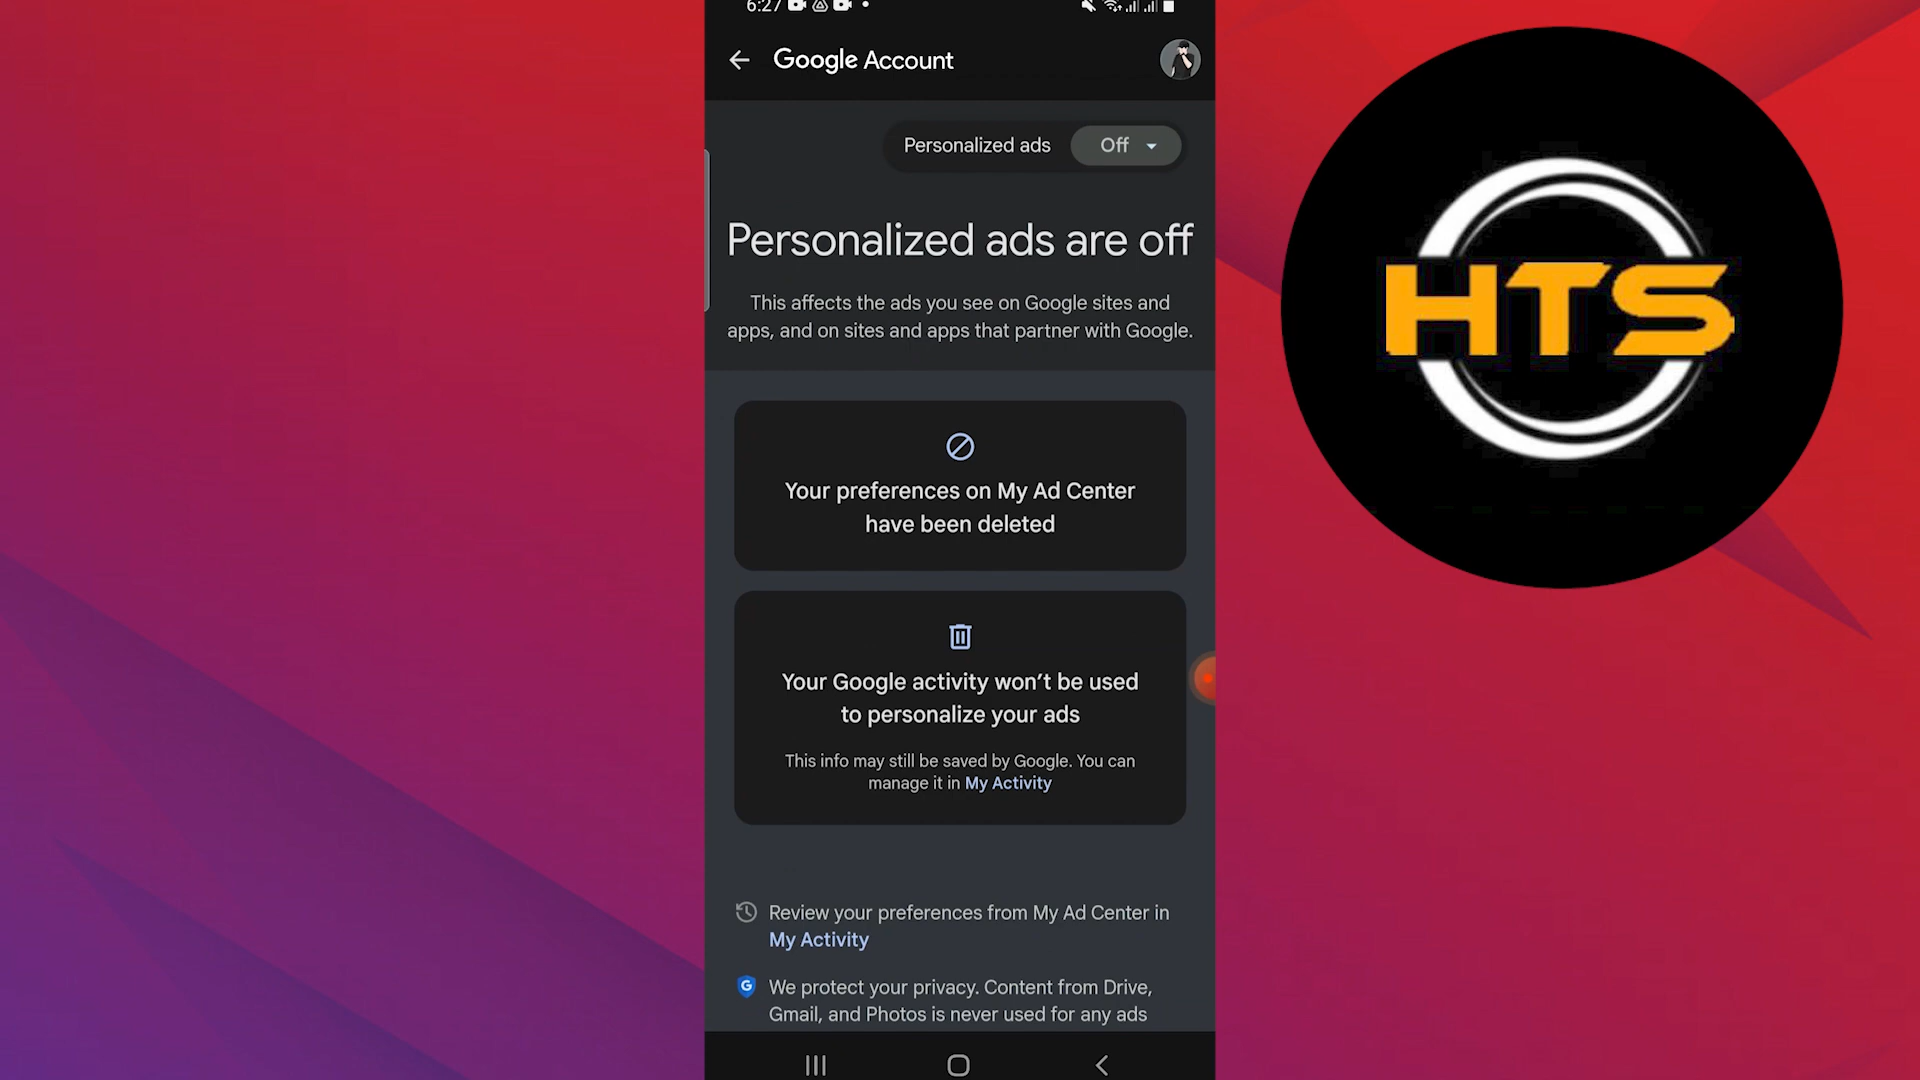 6:27
Google Account
Personalized ads Off
Personalized ads are off
This affects the ads you see on Google sites and
apps, and on sites and apps that partner with Google.
Your preferences on My Ad Center
have been deleted
Your Google activity won’t be used
to personalize your ads
This info may still be saved by Google. You can
manage it in My Activity
Review your preferences from My Ad Center in
My Activity
G
We protect your privacy. Content from Drive,
Gmail, and Photos is never used for any ads
HTS